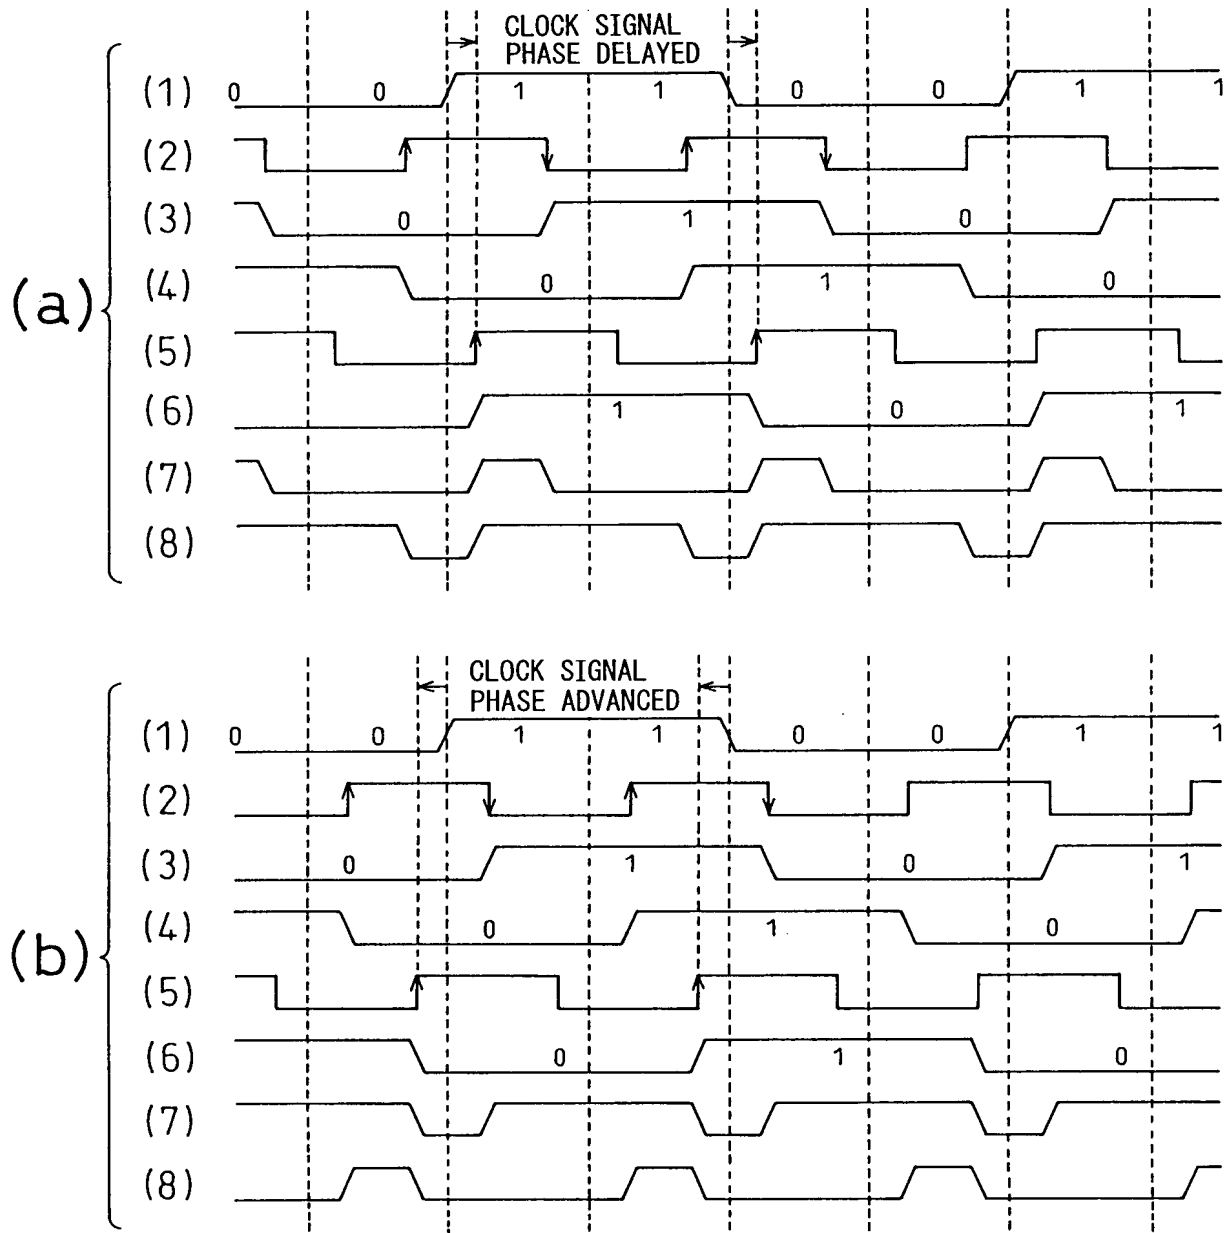 CLOCK SIGNAL
PHASE DELAYED
(a)
(1) 0 0 1 1 0 0 1 1
(2)
(3) 0 1 0
(4) 0 1 0
(5)
(6) 1 0 1
(7)
(8)
CLOCK SIGNAL
PHASE ADVANCED
(b)
(1) 0 0 1 1 0 0 1 1
(2)
(3) 0 1 0 1
(4) 0 1 0
(5)
(6) 0 1 0
(7)
(8)